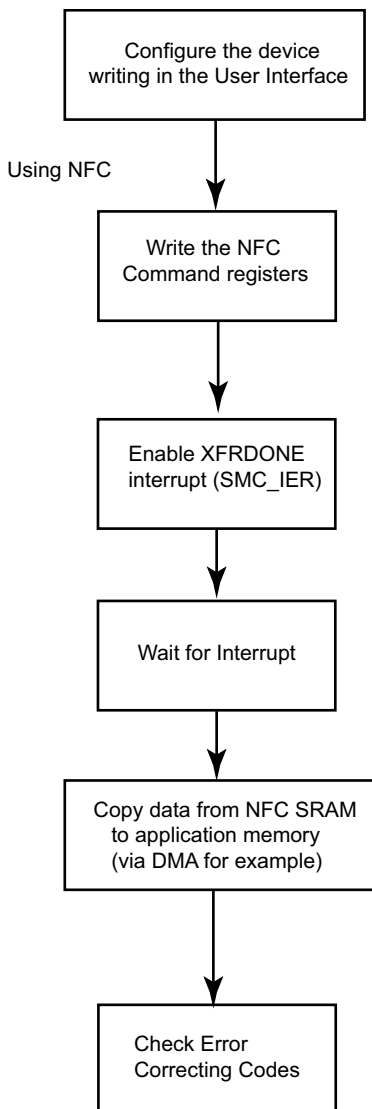 Configure the device
writing in the User Interface
Using NFC
Write the NFC
Command registers
Enable XFRDONE
interrupt (SMC_IER)
Wait for Interrupt
Copy data from NFC SRAM
to application memory
(via DMA for example)
Check Error
Correcting Codes